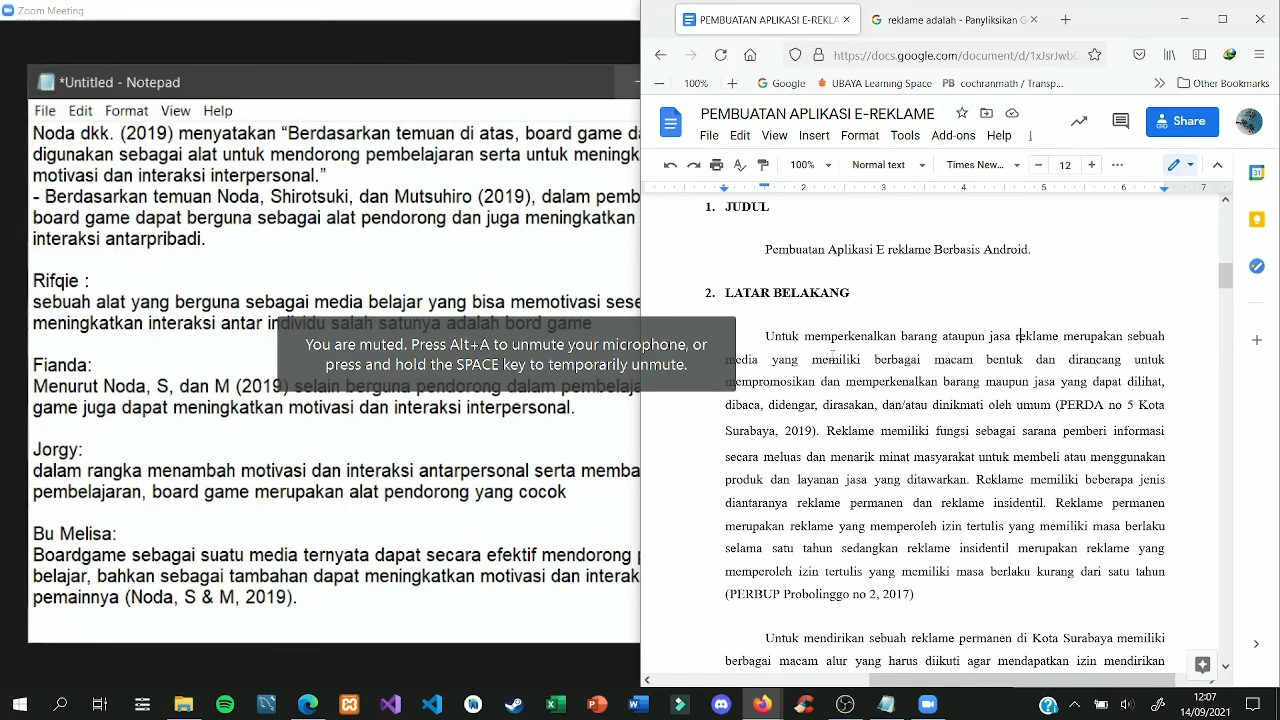 Zoom Meeting
*Untitled - Notepad
File Edit Format View Help
Noda dkk. (2019) menyatakan “Berdasarkan temuan di atas, board game da
digunakan sebagai alat untuk mendorong pembelajaran serta untuk meningk
motivasi dan interaksi interpersonal.”
- Berdasarkan temuan Noda, Shirotsuki, dan Mutsuhiro (2019), dalam pemb
board game dapat berguna sebagai alat pendorong dan juga meningkatkan
interaksi antarpribadi.
Rifqie :
sebuah alat yang berguna sebagai media belajar yang bisa memotivasi sese
meningkatkan interaksi antar individu salah satunya adalah bord game
Fianda:
Menurut Noda, S, dan M (2019) selain berguna pendorong dalam pembelaja
game juga dapat meningkatkan motivasi dan interaksi interpersonal.
Jorgy:
dalam rangka menambah motivasi dan interaksi antarpersonal serta memba
pembelajaran, board game merupakan alat pendorong yang cocok
Bu Melisa:
Boardgame sebagai suatu media ternyata dapat secara efektif mendorong p
belajar, bahkan sebagai tambahan dapat meningkatkan motivasi dan interak
pemainnya (Noda, S & M, 2019).
You are muted. Press Alt+A to unmute your microphone, or
press and hold the SPACE key to temporarily unmute.
PEMBUATAN APLIKASI E-REKLA
reklame adalah - Panyliksikan G
https://docs.google.com/document/d/1xJsrJwbD
100% Google UBAYA Learning Space PB cochranmath / Transp... Other Bookmarks
PEMBUATAN APLIKASI E-REKLAME
Share
File Edit View Insert Format Tools Add-ons Help
100% Normal text Times New... 12
2 3 4 5 6 7
1. JUDUL
Pembuatan Aplikasi E reklame Berbasis Android.
2. LATAR BELAKANG
Untuk memperkenalkan barang ataupun jasa reklame merupakan sebuah
media yang memiliki berbagai macam bentuk dan dirancang untuk
mempromosikan dan memperkenalkan barang maupun jasa yang dapat dilihat,
dibaca, didengar, dirasakan, dan/atau dinikmati oleh umum (PERDA no 5 Kota
Surabaya, 2019). Reklame memiliki fungsi sebagai sarana pemberi informasi
secara meluas dan menarik minat masyarakat untuk membeli atau menggunakan
produk dan layanan jasa yang ditawarkan. Reklame memiliki beberapa jenis
diantaranya reklame permanen dan reklame insidentil. Reklame permanen
merupakan reklame yang memperoleh izin tertulis yang memiliki masa berlaku
selama satu tahun sedangkan reklame insidentil merupakan reklame yang
memperoleh izin tertulis yang memiliki masa berlaku kurang dari satu tahun
(PERBUP Probolinggo no 2, 2017)
Untuk mendirikan sebuah reklame permanen di Kota Surabaya memiliki
berbagai macam alur yang harus diikuti agar mendapatkan izin mendirikan
12:07
14/09/2021